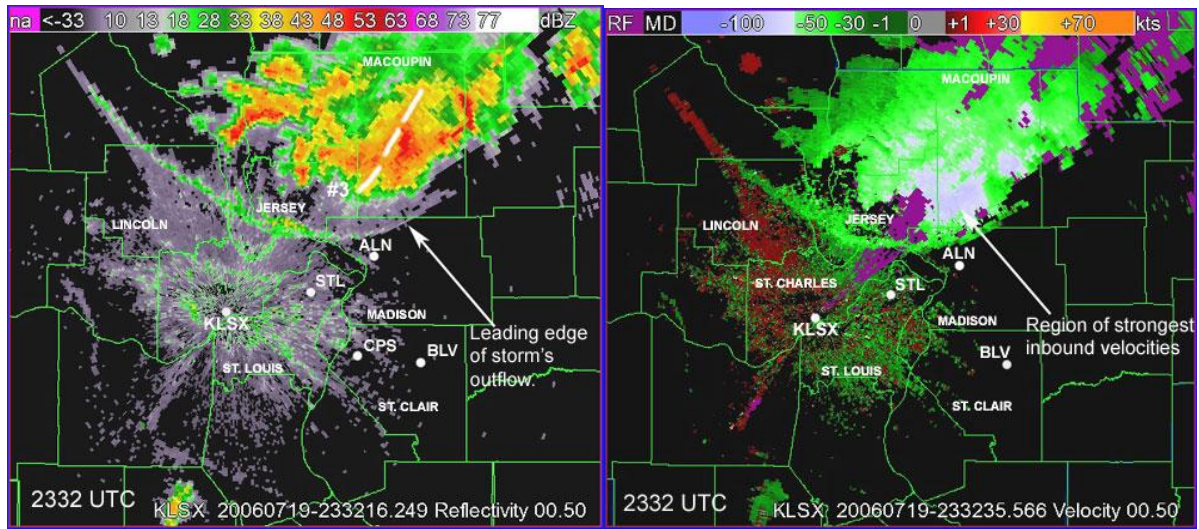 na <-33 10 13 18 28 33 38 43 48 53 63 68 73 77 dBZ
MACOUPIN
#3
JERSEY
LINCOLN
ALN
STL
KLSX
MADISON
Leading edge
of storm's
outflow.
CPS
BLV
ST. LOUIS
ST. CLAIR
2332 UTC
KLSX 20060719-233216.249 Reflectivity 00.50
RF MD -100 -50 -30 -1 0 +1 +30 +70 kts
MACOUPIN
JERSEY
LINCOLN
ALN
ST. CHARLES
STL
KLSX
MADISON
Region of strongest
inbound velocities
BLV
ST. LOUIS
ST. CLAIR
2332 UTC
KLSX 20060719-233235.566 Velocity 00.50